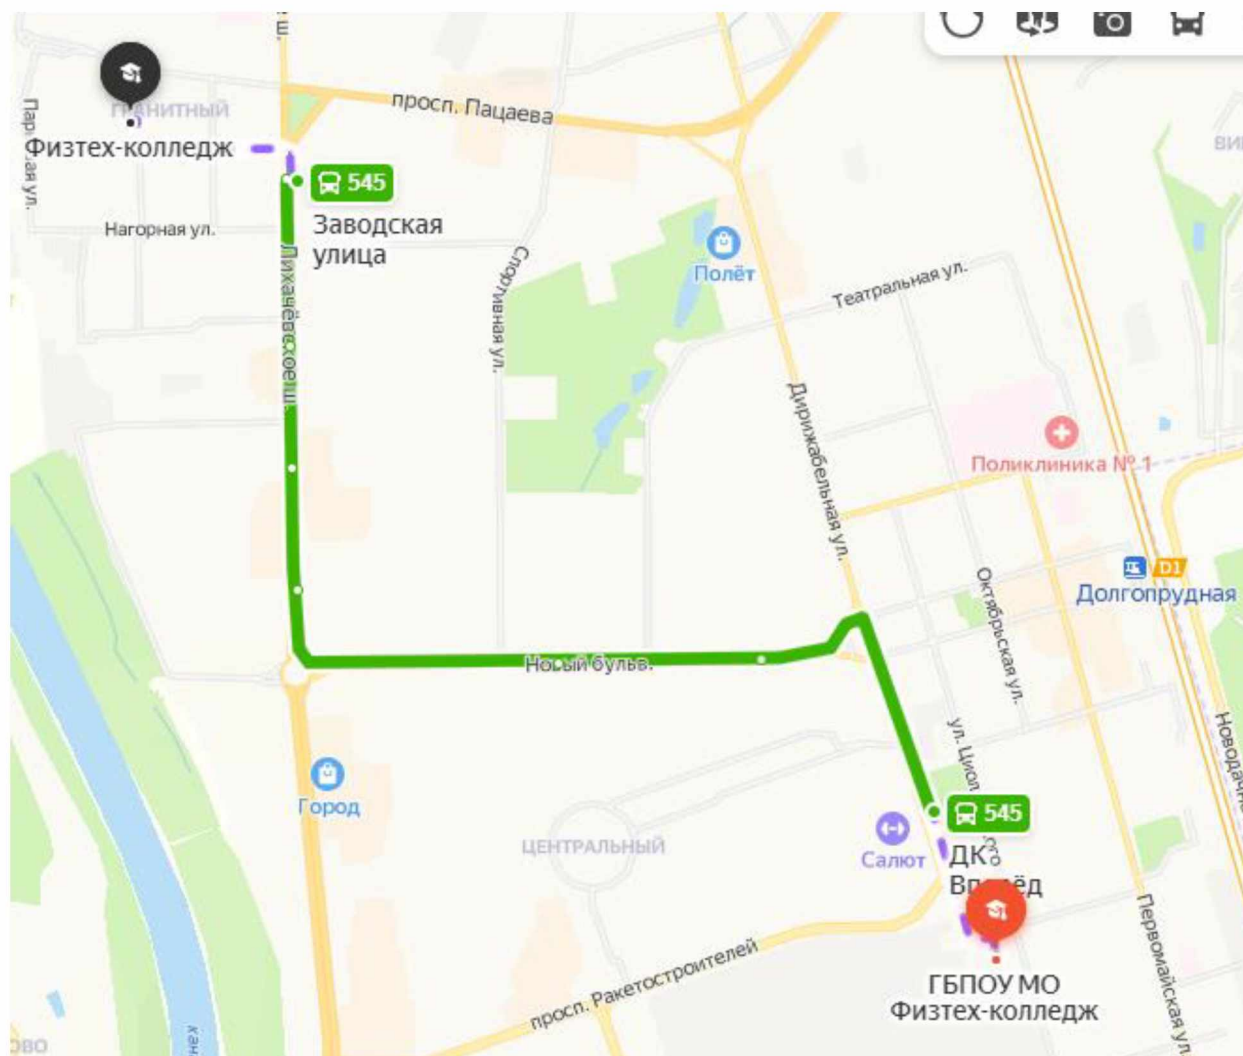 ш.
просп. Пацаева
ГРАНИТНЫЙ
Физтех-колледж
545
Заводская
улица
Нагорная ул.
Лихачёвское ш.
Спортивная ул.
Полёт
Театральная ул.
Дирижабельная ул.
Поликлиника № 1
D1
Долгопрудная
Октябрьская ул.
Новый бульв.
Город
ЦЕНТРАЛЬНЫЙ
Салют
545
ДК
Вперёд
ул.
Первомайская ул.
просп. Ракетостроителей
ГБПОУ МО
Физтех-колледж